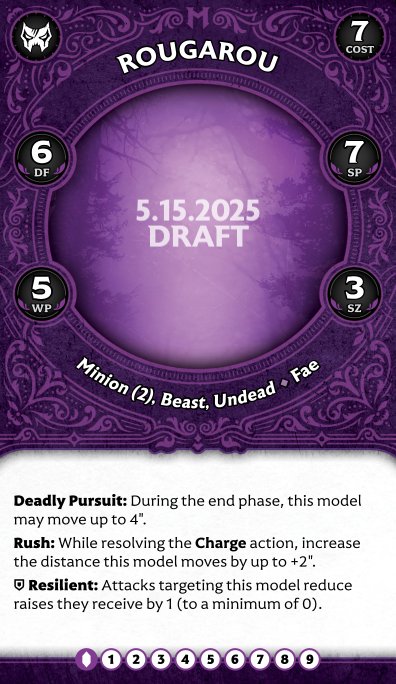 7
COST
ROUGAROU
6
DF
7
SP
5.15.2025
DRAFT
5
WP
3
SZ
Minion (2), Beast, Undead ⬥ Fae
Deadly Pursuit: During the end phase, this model
may move up to 4".
Rush: While resolving the Charge action, increase
the distance this model moves by up to +2".
Resilient: Attacks targeting this model reduce
raises they receive by 1 (to a minimum of 0).
1 2 3 4 5 6 7 8 9